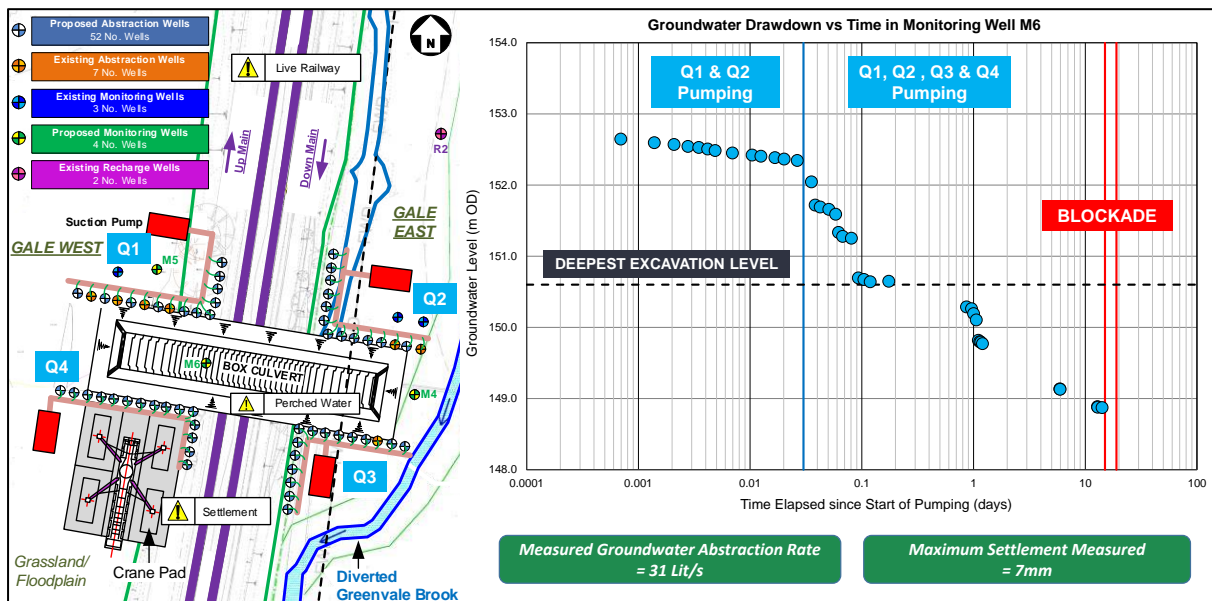 Proposed Abstraction Wells
52 No. Wells
Existing Abstraction Wells
7 No. Wells
Existing Monitoring Wells
3 No. Wells
Proposed Monitoring Wells
4 No. Wells
Existing Recharge Wells
2 No. Wells
N
Live Railway
R2
Up Main
Down Main
Suction Pump
GALE WEST
GALE
EAST
Q1
M5
Q2
Q4
M6
BOX CULVERT
M4
Perched Water
Q3
Settlement
Grassland/
Floodplain
Crane Pad
Diverted
Greenvale Brook
Groundwater Drawdown vs Time in Monitoring Well M6
Groundwater Level (m OD)
154.0
153.0
152.0
151.0
150.0
149.0
148.0
Q1 & Q2
Pumping
Q1, Q2 , Q3 & Q4
Pumping
BLOCKADE
DEEPEST EXCAVATION LEVEL
0.0001 0.001 0.01 0.1 1 10 100
Time Elapsed since Start of Pumping (days)
Measured Groundwater Abstraction Rate
= 31 Lit/s
Maximum Settlement Measured
= 7mm